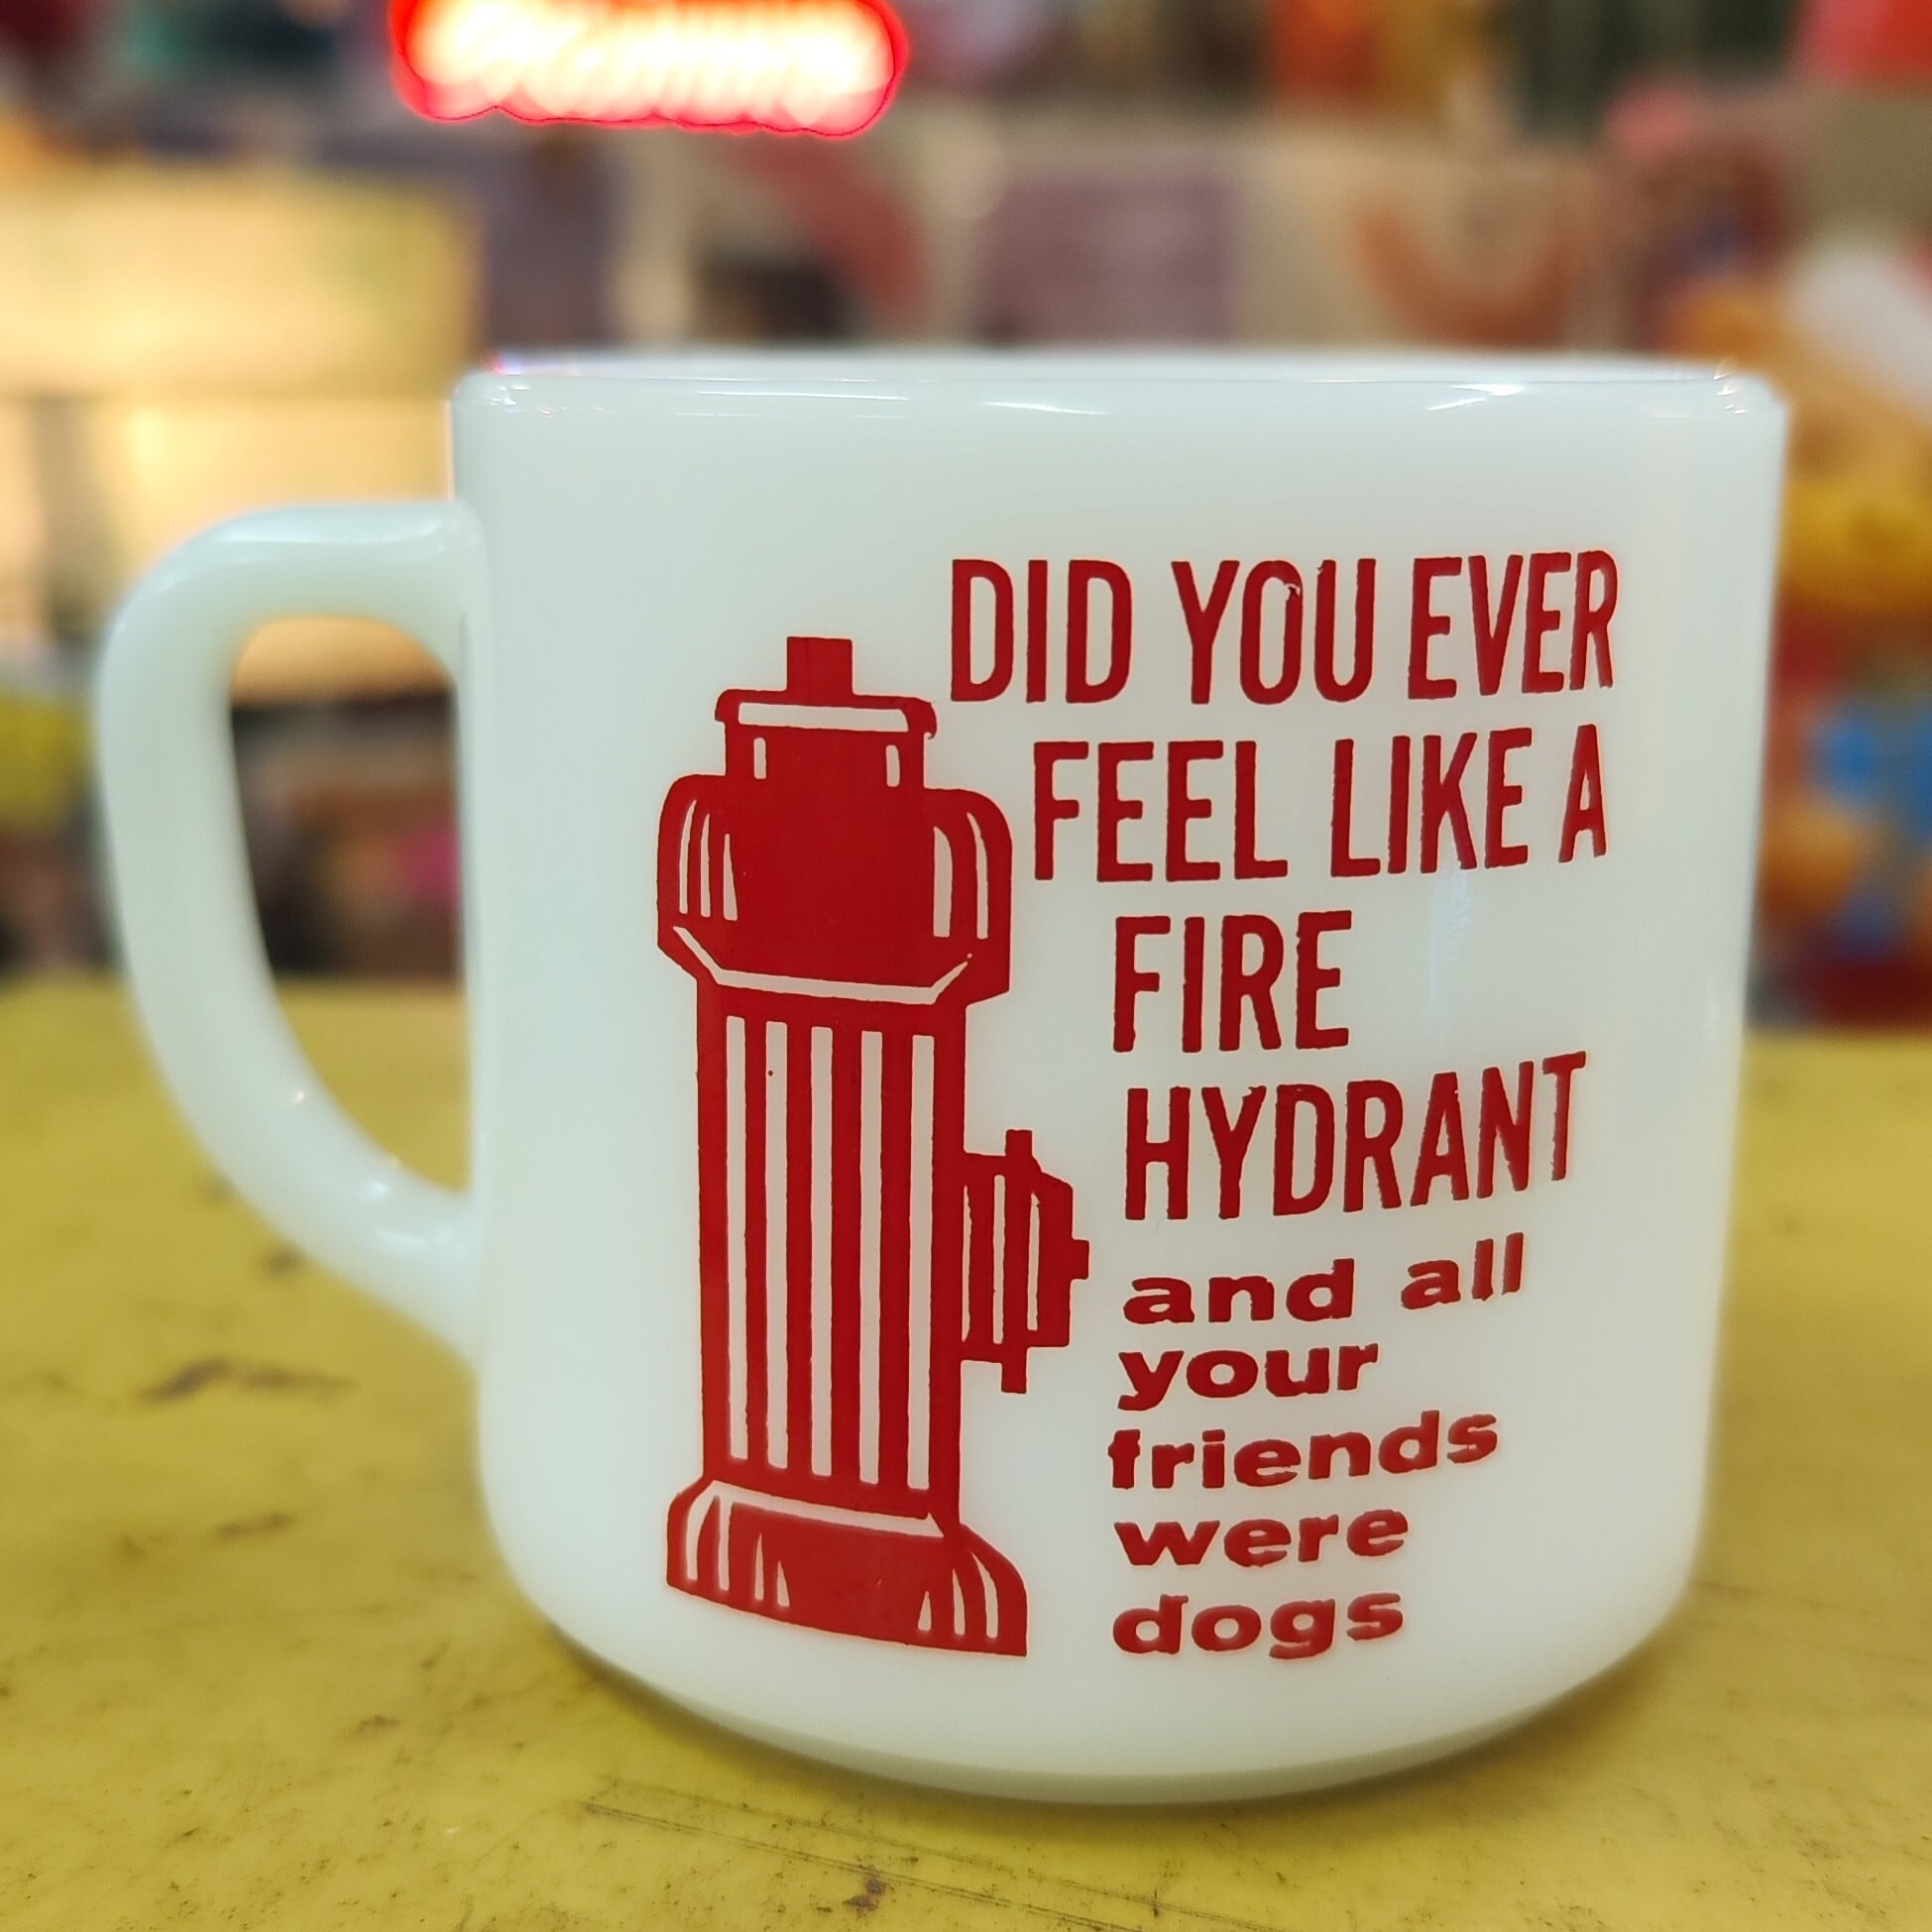 DID YOU EVER
FEEL LIKE A
FIRE
HYDRANT
and all
your
friends
were
dogs